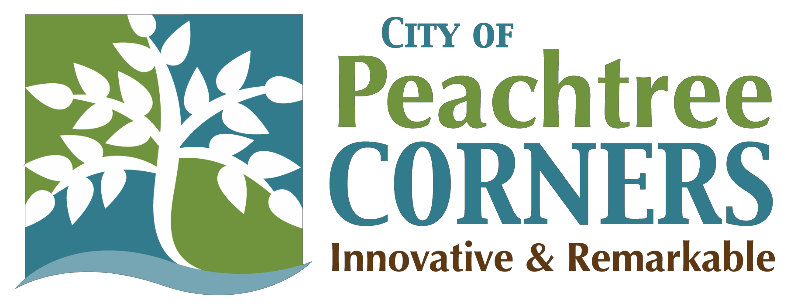 CITY OF
Peachtree
CORNERS
Innovative & Remarkable